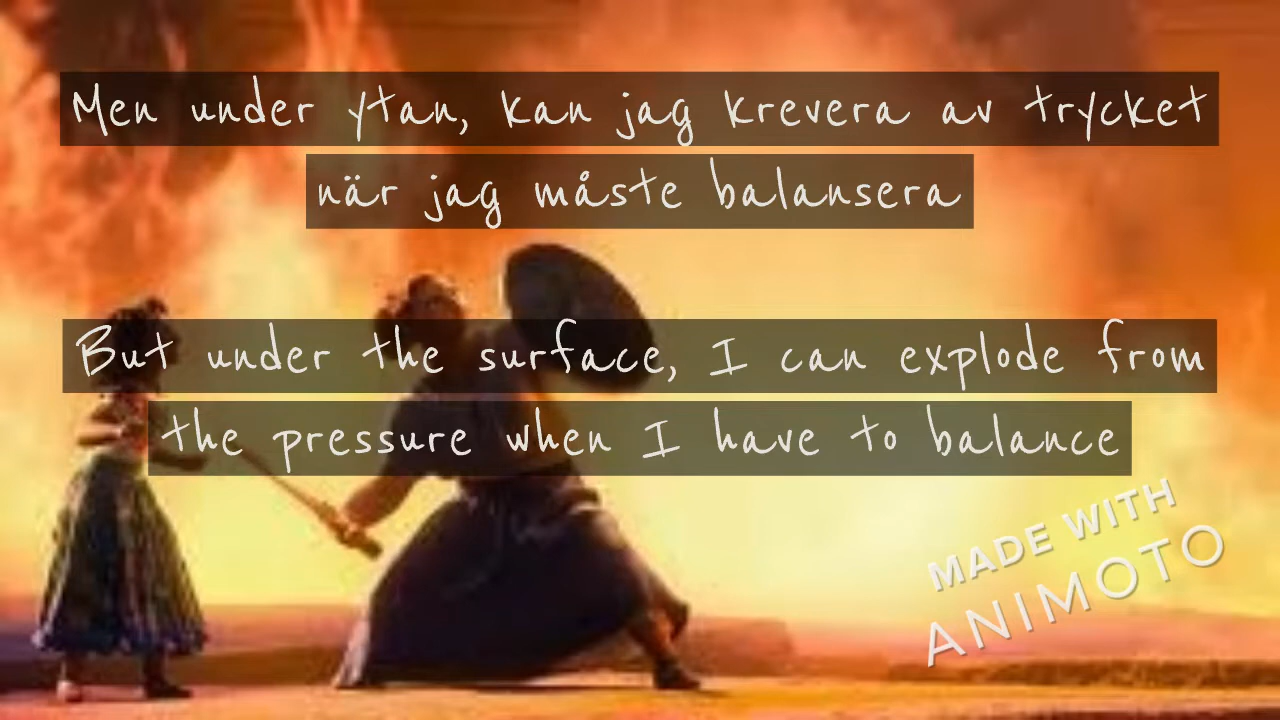 Men under ytan, kan jag krevera av trycket
när jag måste balansera
But under the surface, I can explode from
the pressure when I have to balance
MADE WITH
ANIMOTO